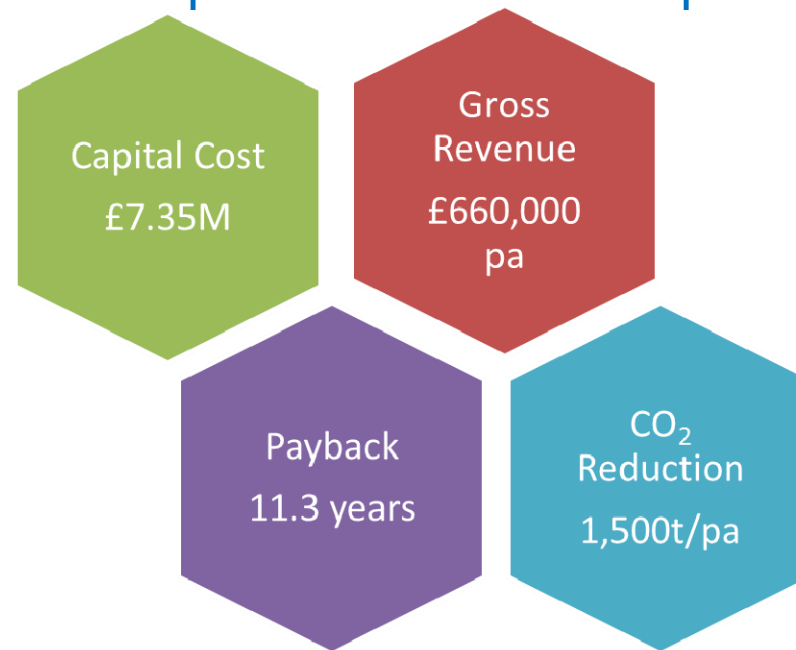 Capital Cost
£7.35M
Gross
Revenue
£660,000
pa
Payback
11.3 years
CO₂
Reduction
1,500t/pa